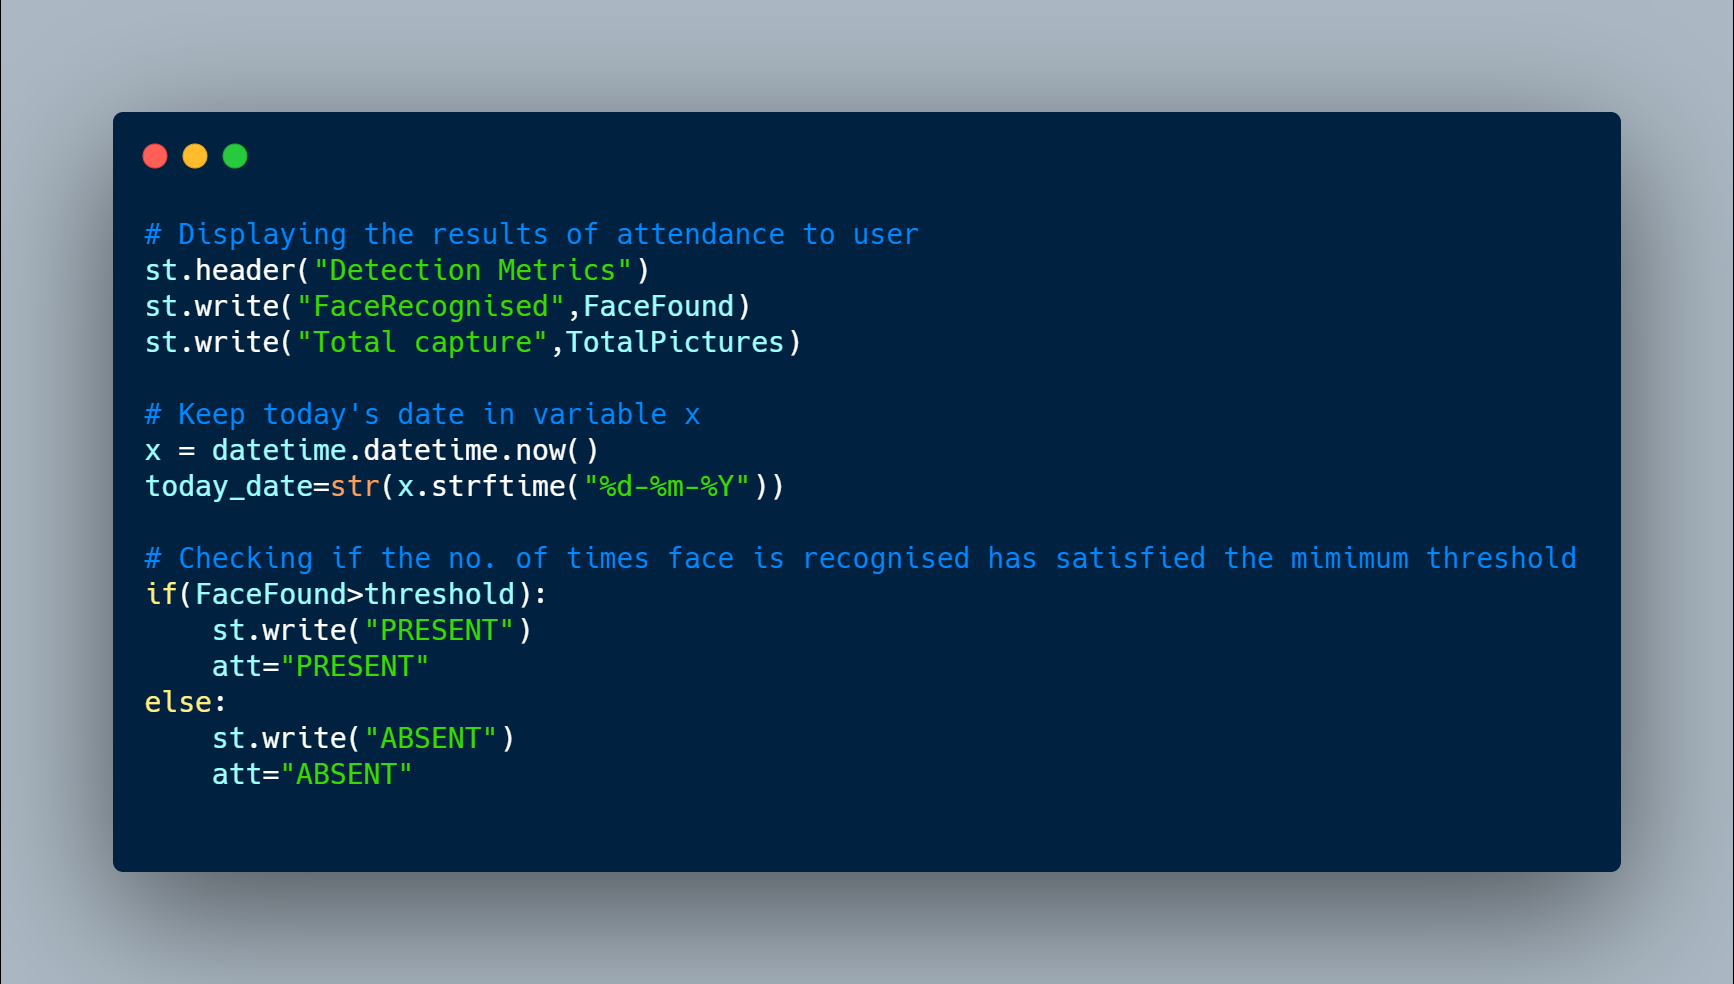 # Displaying the results of attendance to user
st.header("Detection Metrics")
st.write("FaceRecognised",FaceFound)
st.write("Total capture",TotalPictures)

# Keep today's date in variable x
x = datetime.datetime.now()
today_date=str(x.strftime("%d-%m-%Y"))

# Checking if the no. of times face is recognised has satisfied the mimimum threshold
if(FaceFound>threshold):
    st.write("PRESENT")
    att="PRESENT"
else:
    st.write("ABSENT")
    att="ABSENT"